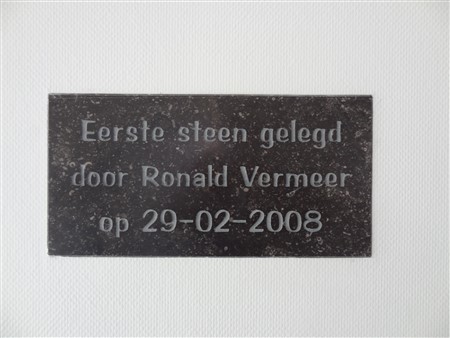 Eerste steen gelegd
door Ronald Vermeer
op 29-02-2008